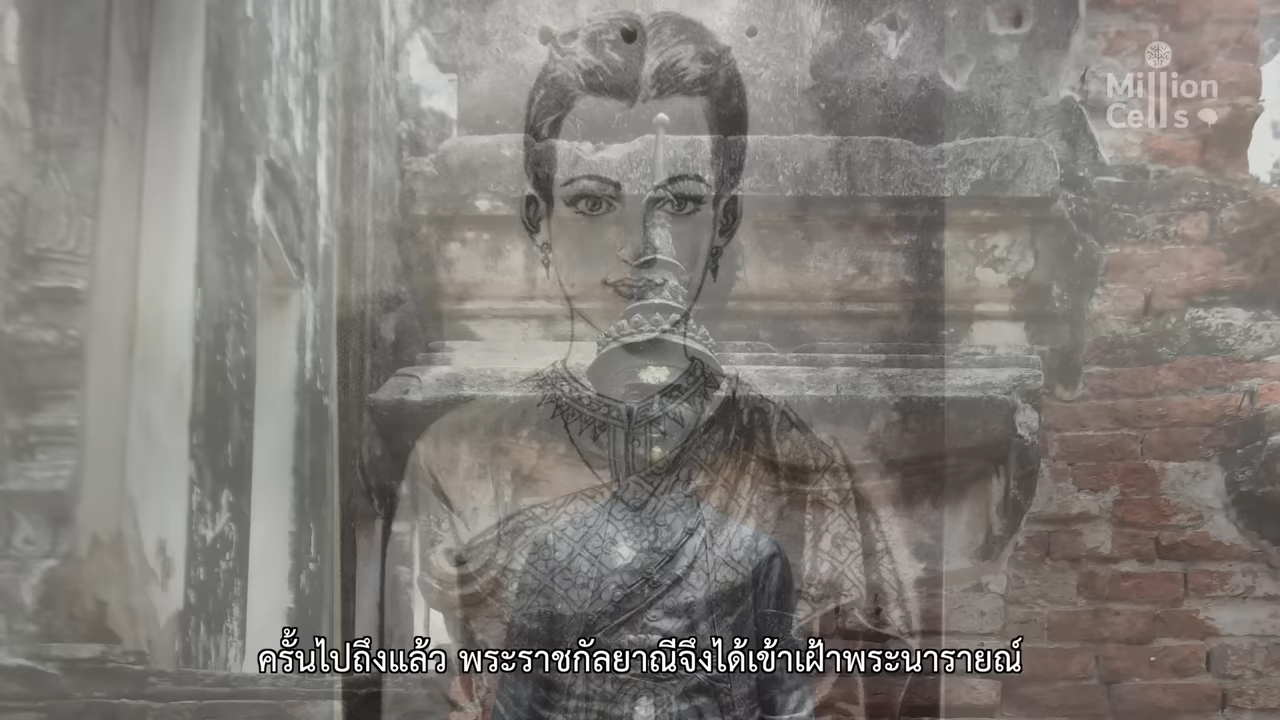 Million
Cells
ครั้นไปถึงแล้ว พระราชกัลยาณีจึงได้เข้าเฝ้าพระนารายณ์